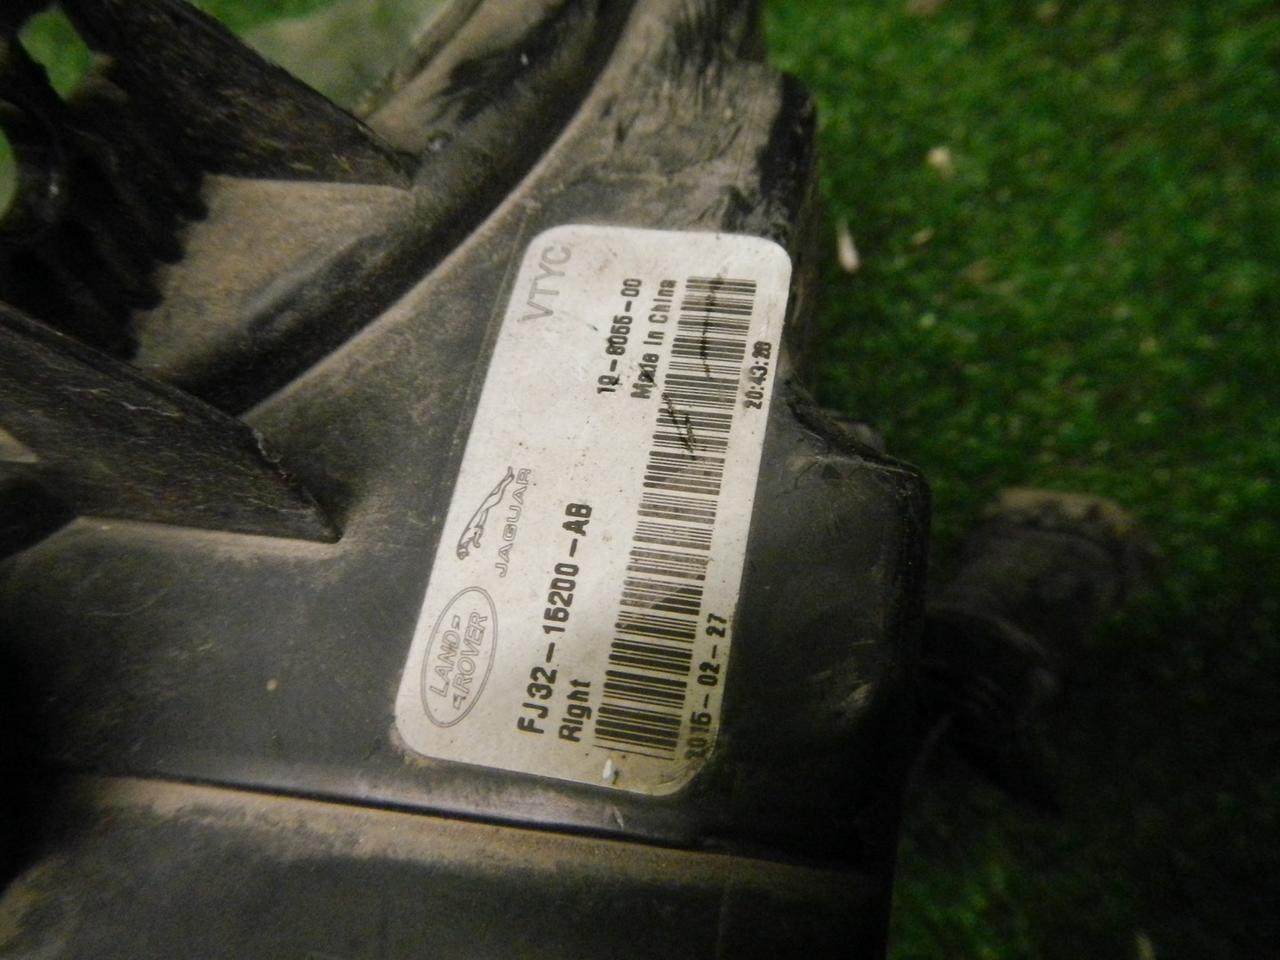 VTYC
19-6055-00
Made in China
JAGUAR
LAND-
ROVER
FJ32-15200-AB
Right
20:43:28
2015-02-27